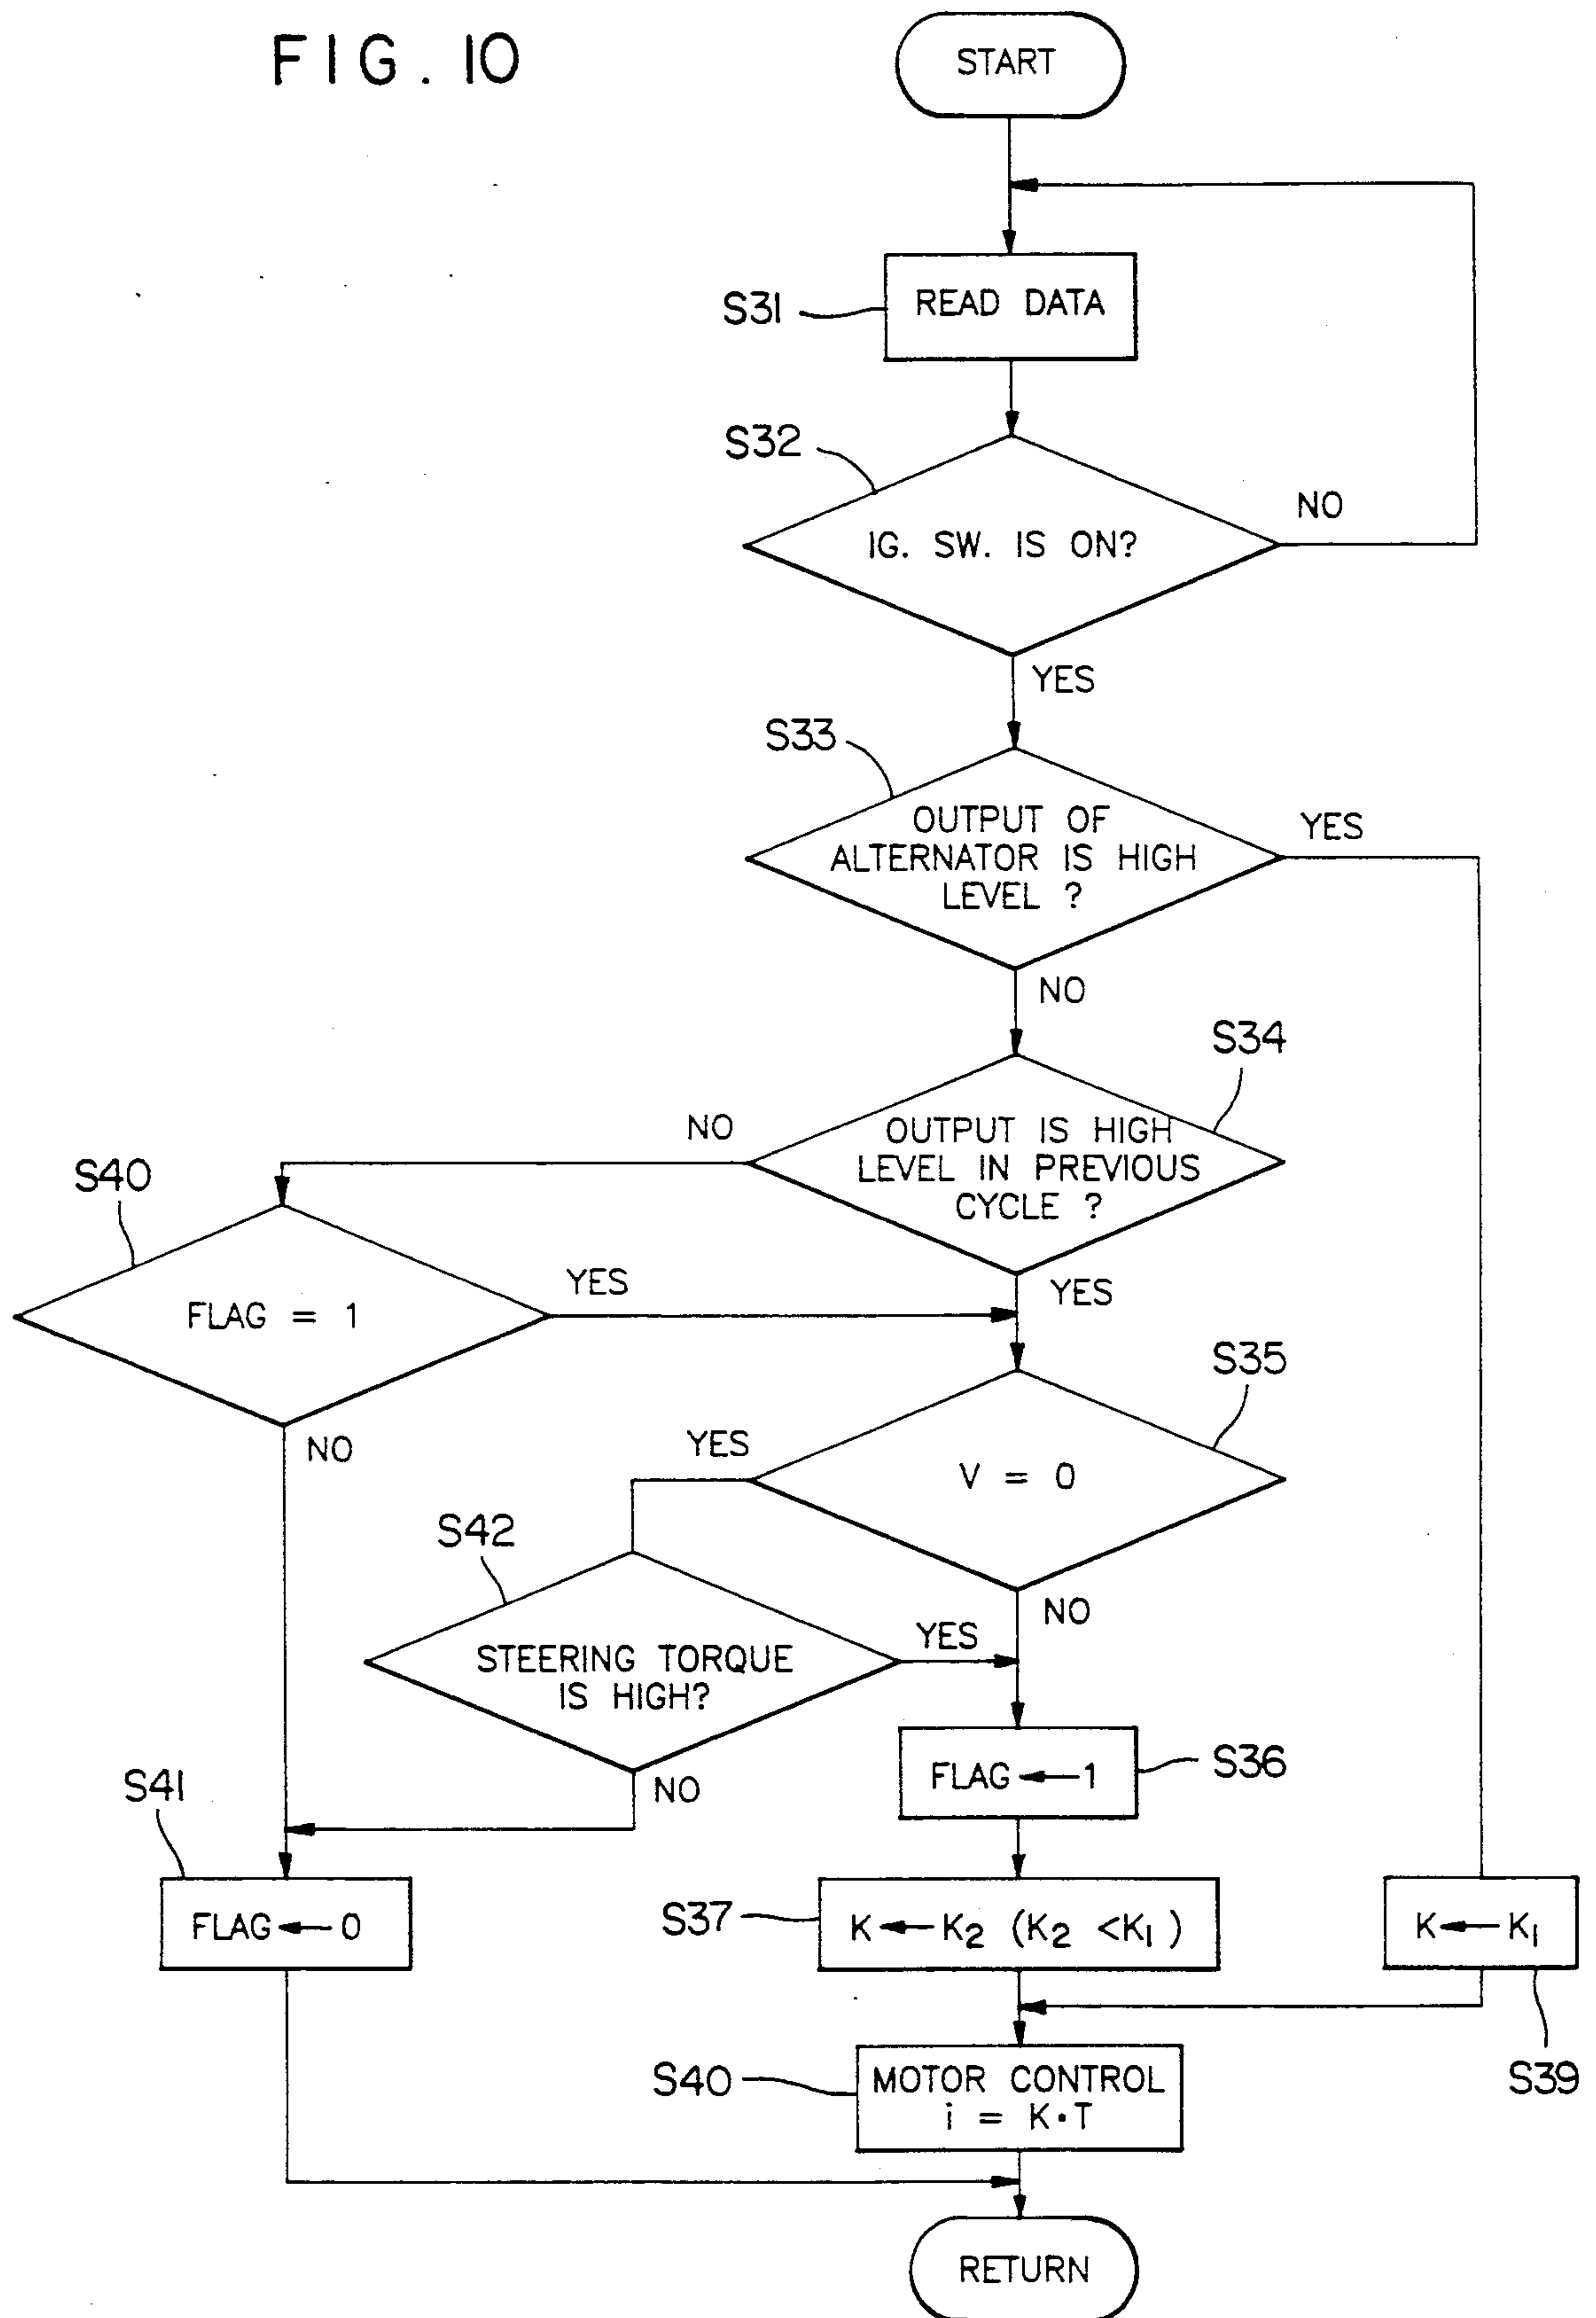 FIG. 10
START
S31
READ DATA
S32
IG. SW. IS ON?
NO
YES
S33
OUTPUT OF
ALTERNATOR IS HIGH
LEVEL ?
YES
NO
S34
OUTPUT IS HIGH
LEVEL IN PREVIOUS
CYCLE ?
NO
YES
S40
FLAG = 1
YES
NO
S35
V = 0
YES
NO
S42
STEERING TORQUE
IS HIGH?
YES
NO
FLAG ← 1
S36
S41
FLAG ← 0
S37
K ← K₂ (K₂ < K₁)
K ← K₁
S39
S40
MOTOR CONTROL
i = K·T
RETURN